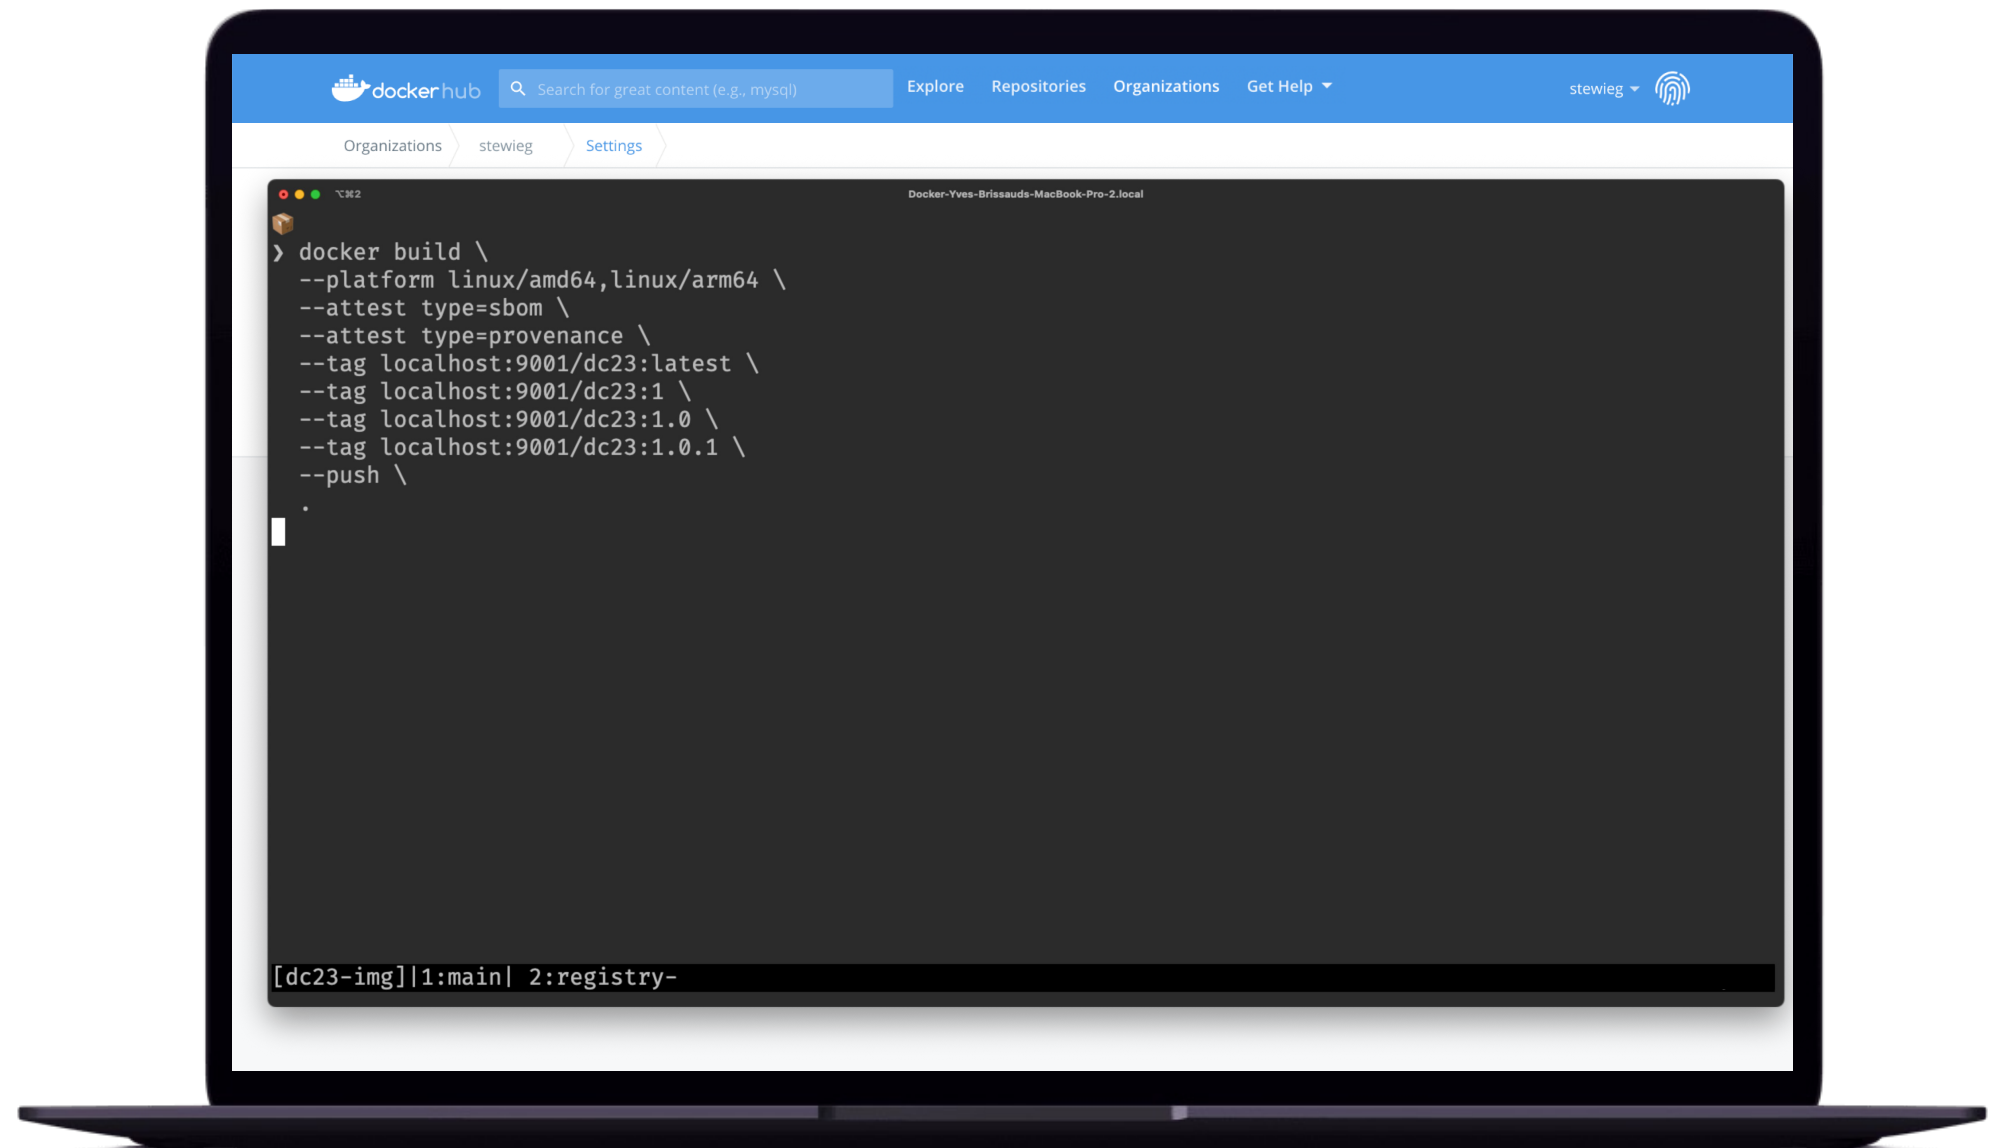 docker hub
Search for great content (e.g., mysql)
Explore
Repositories
Organizations
Get Help
stewieg
Organizations
stewieg
Settings
⌥⌘2
Docker-Yves-Brissauds-MacBook-Pro-2.local
❯ docker build \
--platform linux/amd64,linux/arm64 \
--attest type=sbom \
--attest type=provenance \
--tag localhost:9001/dc23:latest \
--tag localhost:9001/dc23:1 \
--tag localhost:9001/dc23:1.0 \
--tag localhost:9001/dc23:1.0.1 \
--push \
.
[dc23-img]|1:main| 2:registry-